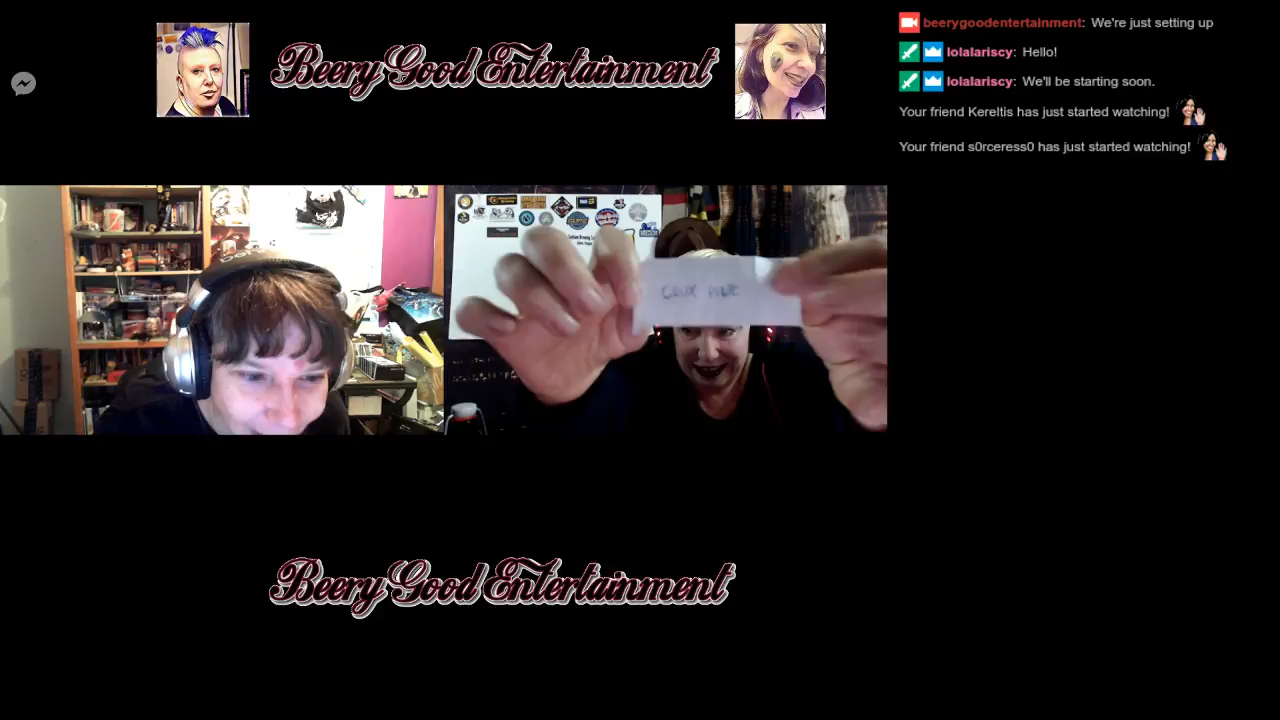 Beery Good Entertainment
beerygoodentertainment: We're just setting up
lolalariscy: Hello!
lolalariscy: We'll be starting soon.
Your friend Kereltis has just started watching!
Your friend s0rceress0 has just started watching!
CRUX
Beery Good Entertainment